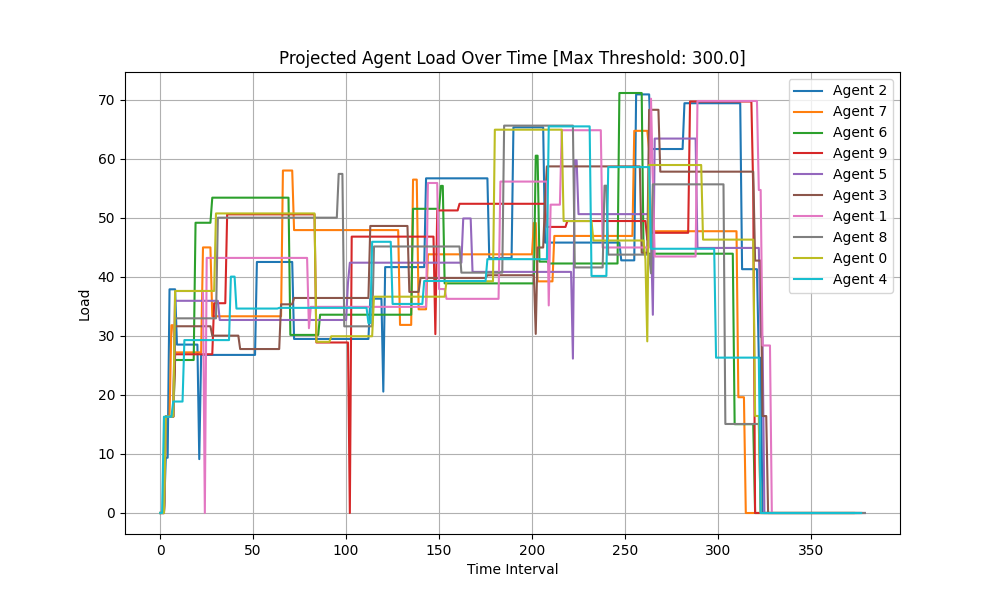 Projected Agent Load Over Time [Max Threshold: 300.0]
Load
70
60
50
40
30
20
10
0
0 50 100 150 200 250 300 350
Time Interval
Agent 2
Agent 7
Agent 6
Agent 9
Agent 5
Agent 3
Agent 1
Agent 8
Agent 0
Agent 4